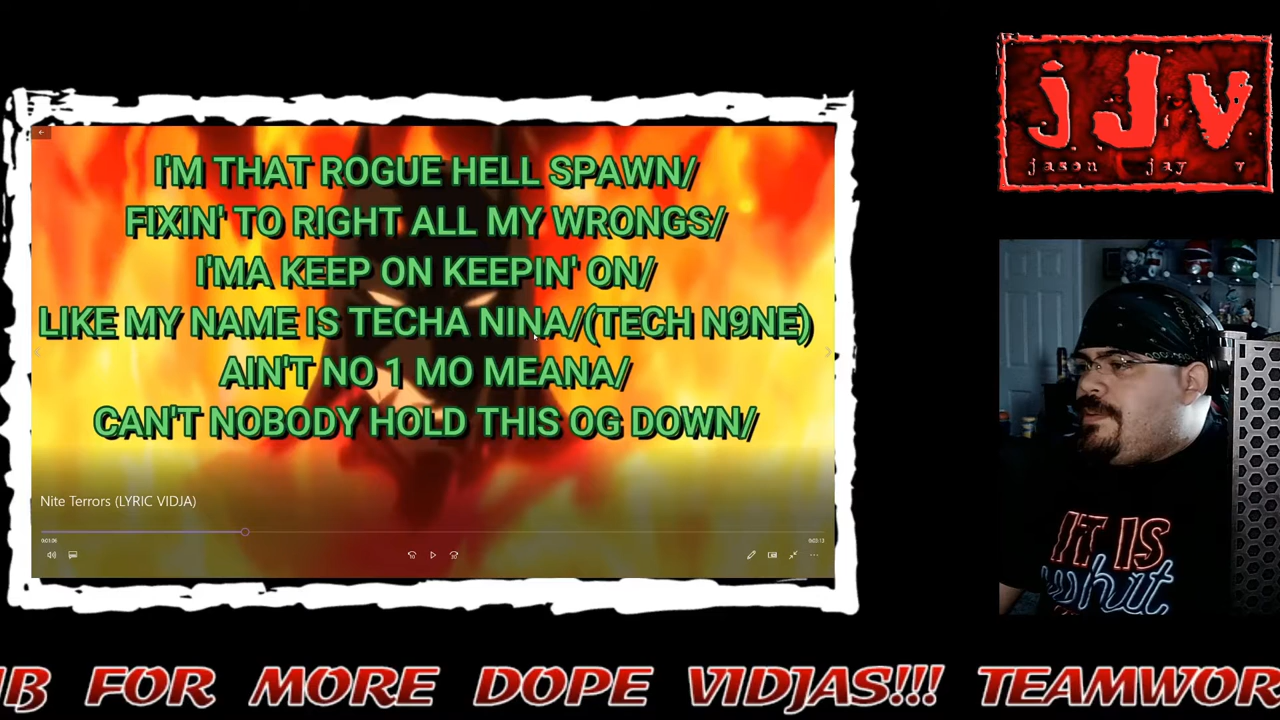 I'M THAT ROGUE HELL SPAWN/
FIXIN' TO RIGHT ALL MY WRONGS/
I'MA KEEP ON KEEPIN' ON/
LIKE MY NAME IS TECHA NINA/(TECH N9NE)
AIN'T NO 1 MO MEANA/
CAN'T NOBODY HOLD THIS OG DOWN/
Nite Terrors (LYRIC VIDJA)
jJv
jason jay v
IT IS
what
UB FOR MORE DOPE VIDJAS!!! TEAMWOR